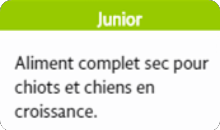 Junior
Aliment complet sec pour
chiots et chiens en
croissance.